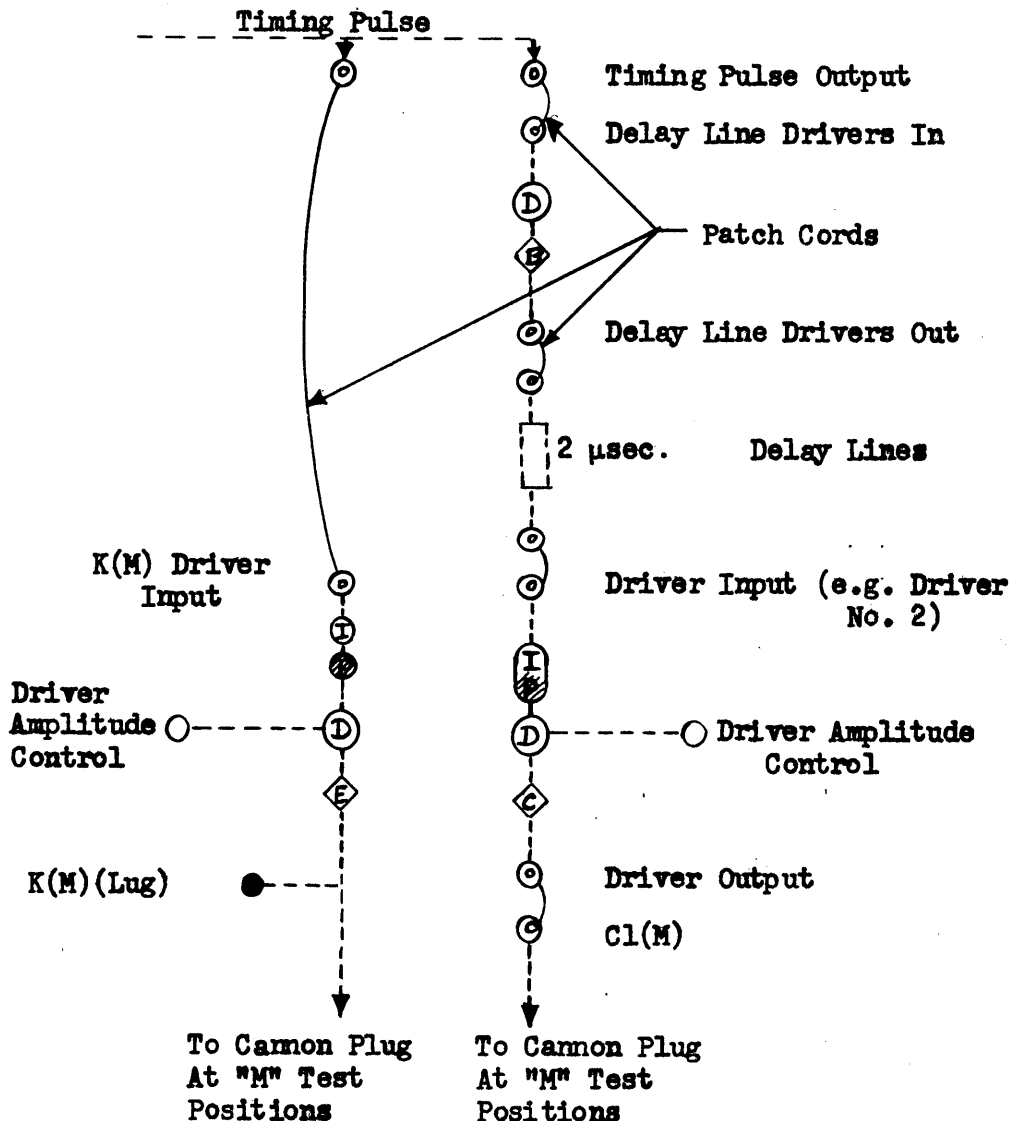 Timing Pulse
Timing Pulse Output
Delay Line Drivers In
D
Patch Cords
Delay Line Drivers Out
2 μsec.
Delay Lines
K(M) Driver
Input
Driver Input (e.g. Driver
No. 2)
I
I
Driver
Amplitude
Control
D
D
Driver Amplitude
Control
E
C
K(M)(Lug)
Driver Output
Cl(M)
To Cannon Plug
At "M" Test
Positions
To Cannon Plug
At "M" Test
Positions